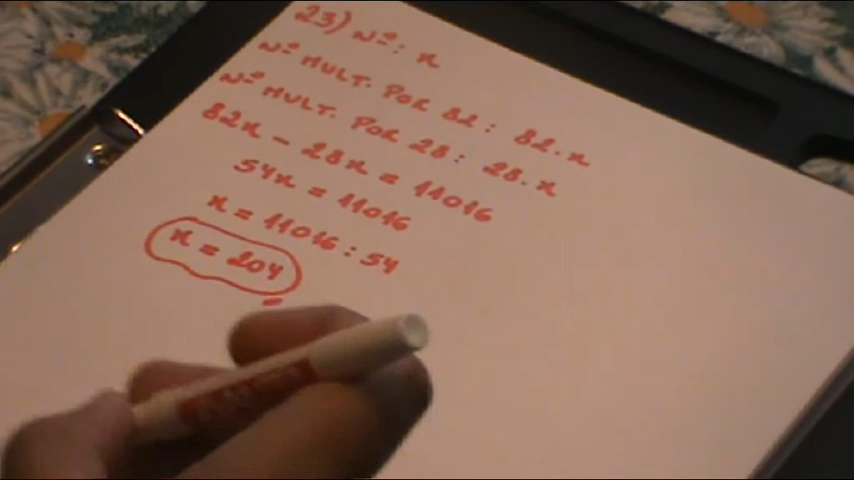 23) Nº: x
Nº MULT. POR 82: 82.x
Nº MULT. POR 28: 28.x
82x - 28x = 11016
54x = 11016
x = 11016 : 54
x = 204